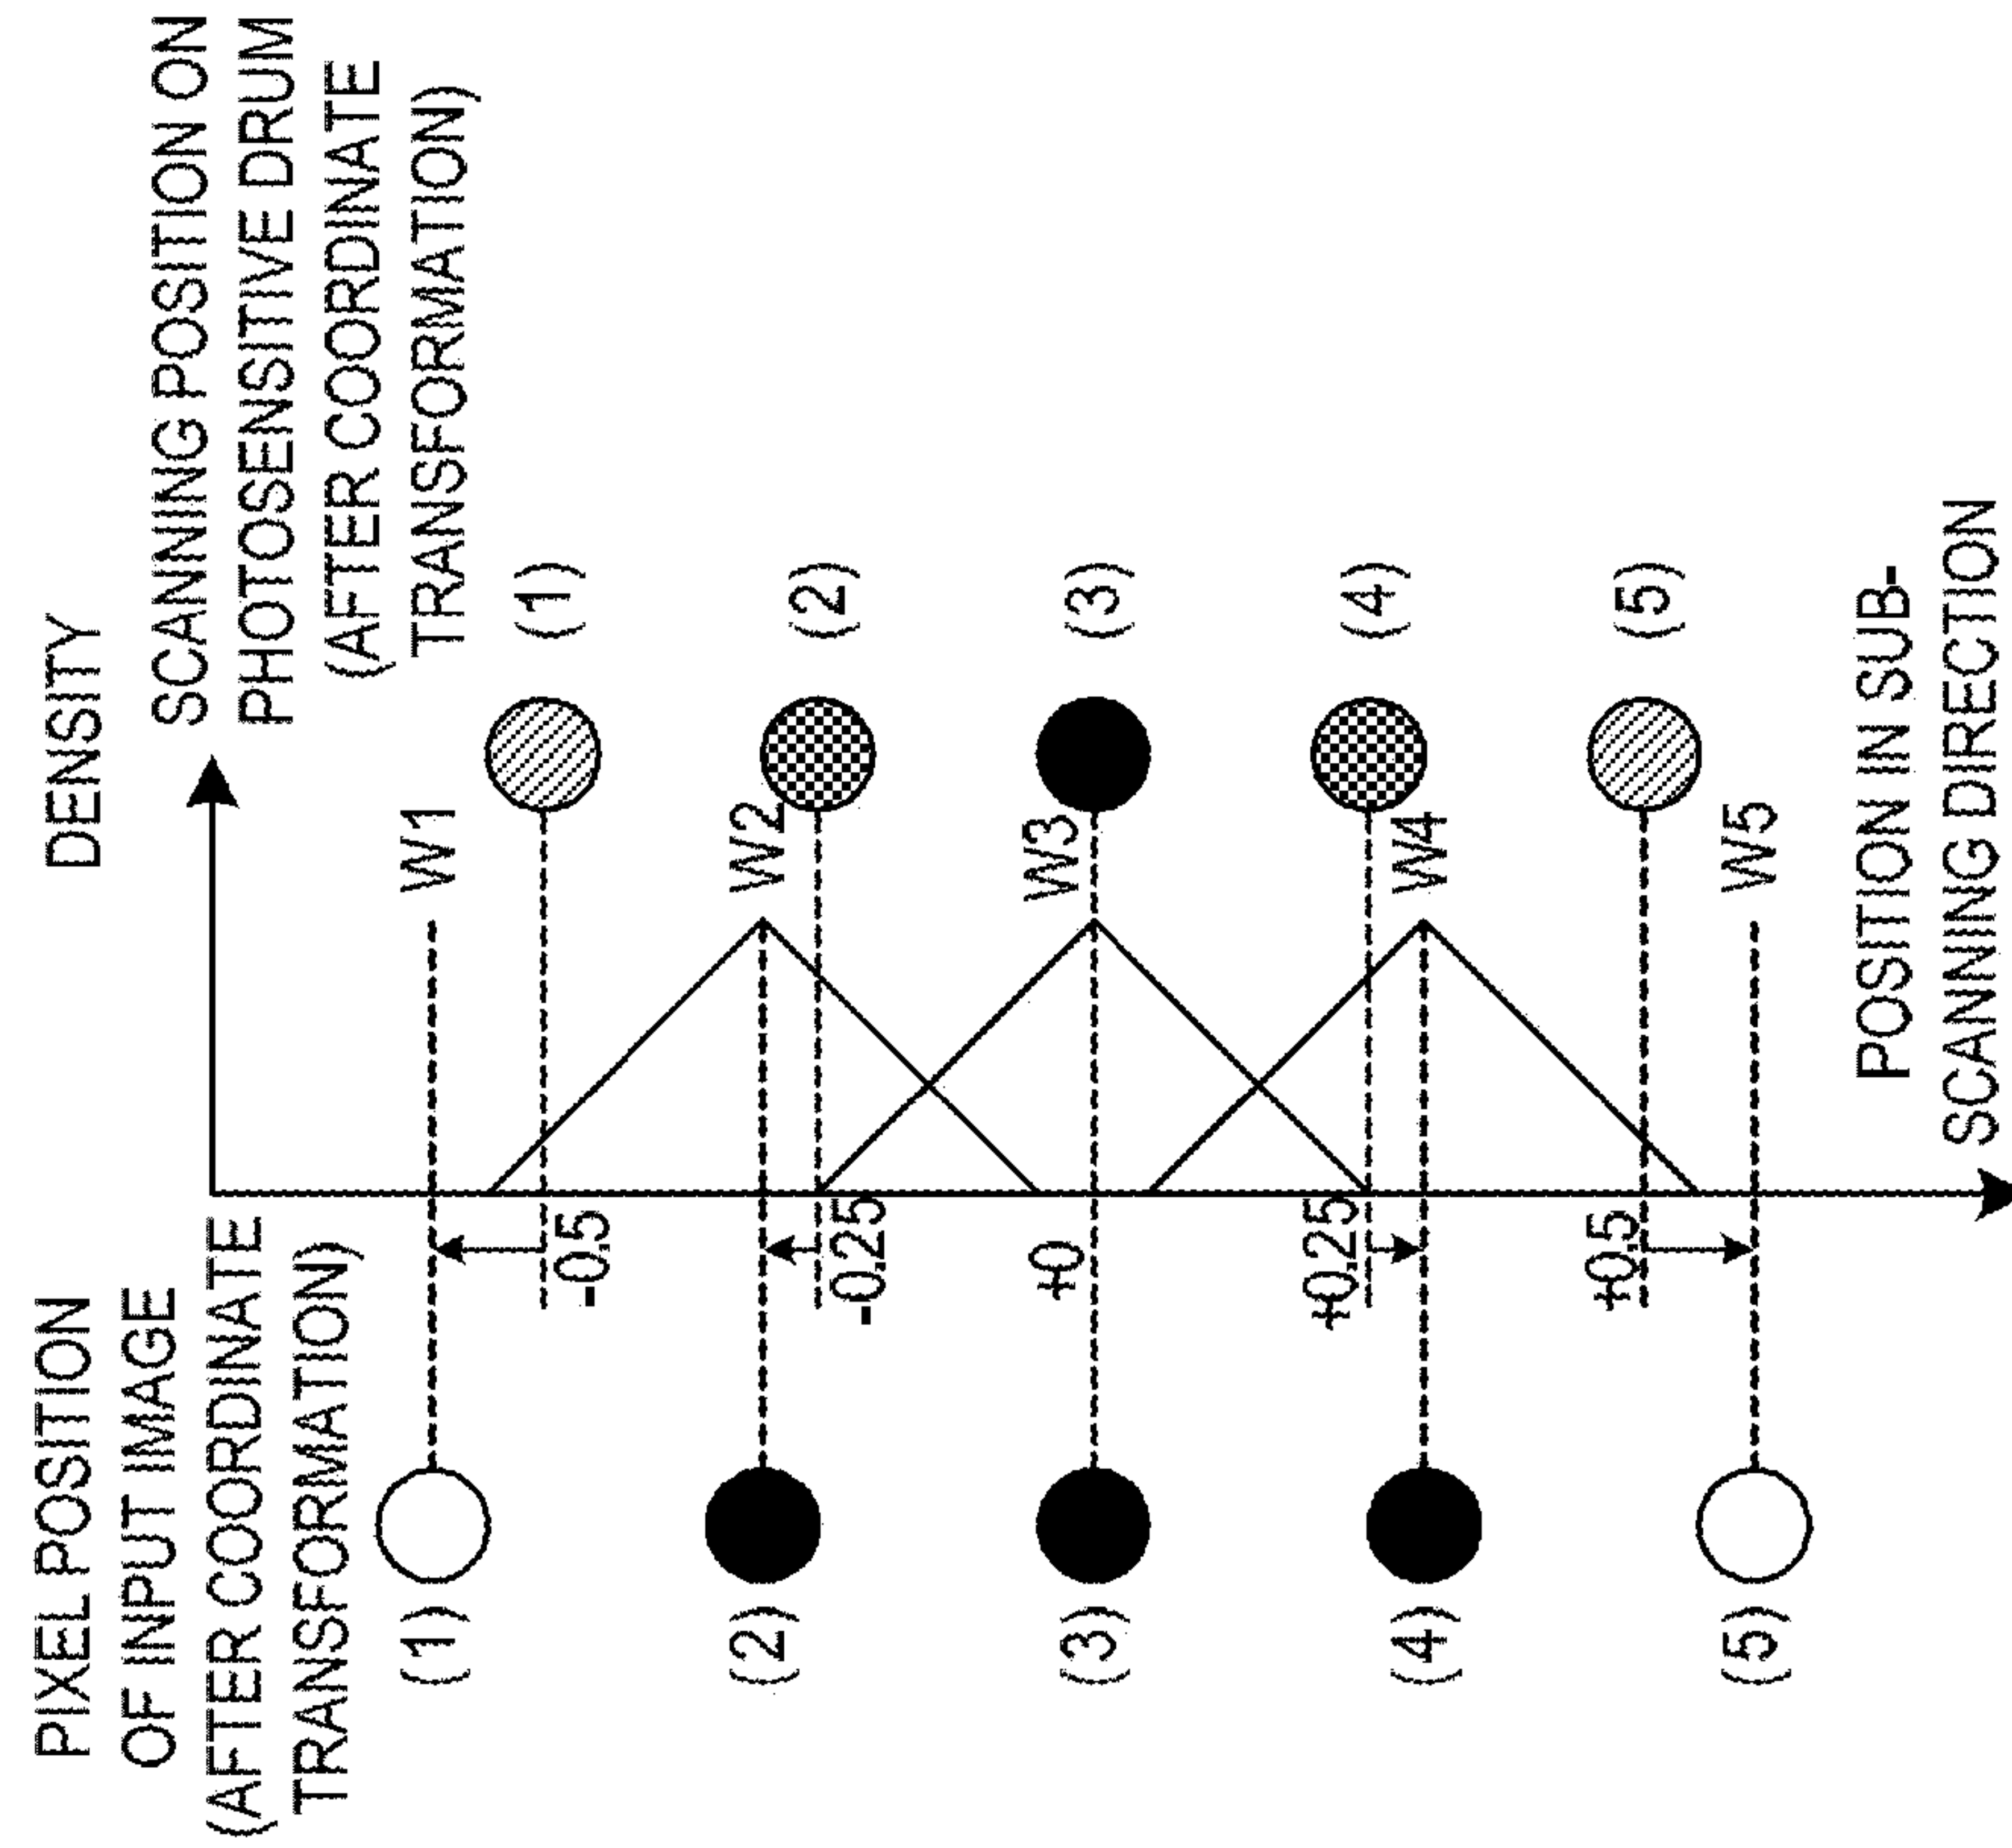 PIXEL POSITION
OF INPUT IMAGE
(AFTER COORDINATE
TRANSFORMATION)
DENSITY
SCANNING POSITION ON
PHOTOSENSITIVE DRUM
(AFTER COORDINATE
TRANSFORMATION)
(1)
W1
-0.5
(1)
(2)
W2
-0.25
(2)
(3)
+0
W3
(3)
(4)
+0.25
W4
(4)
(5)
+0.5
W5
(5)
POSITION IN SUB-
SCANNING DIRECTION